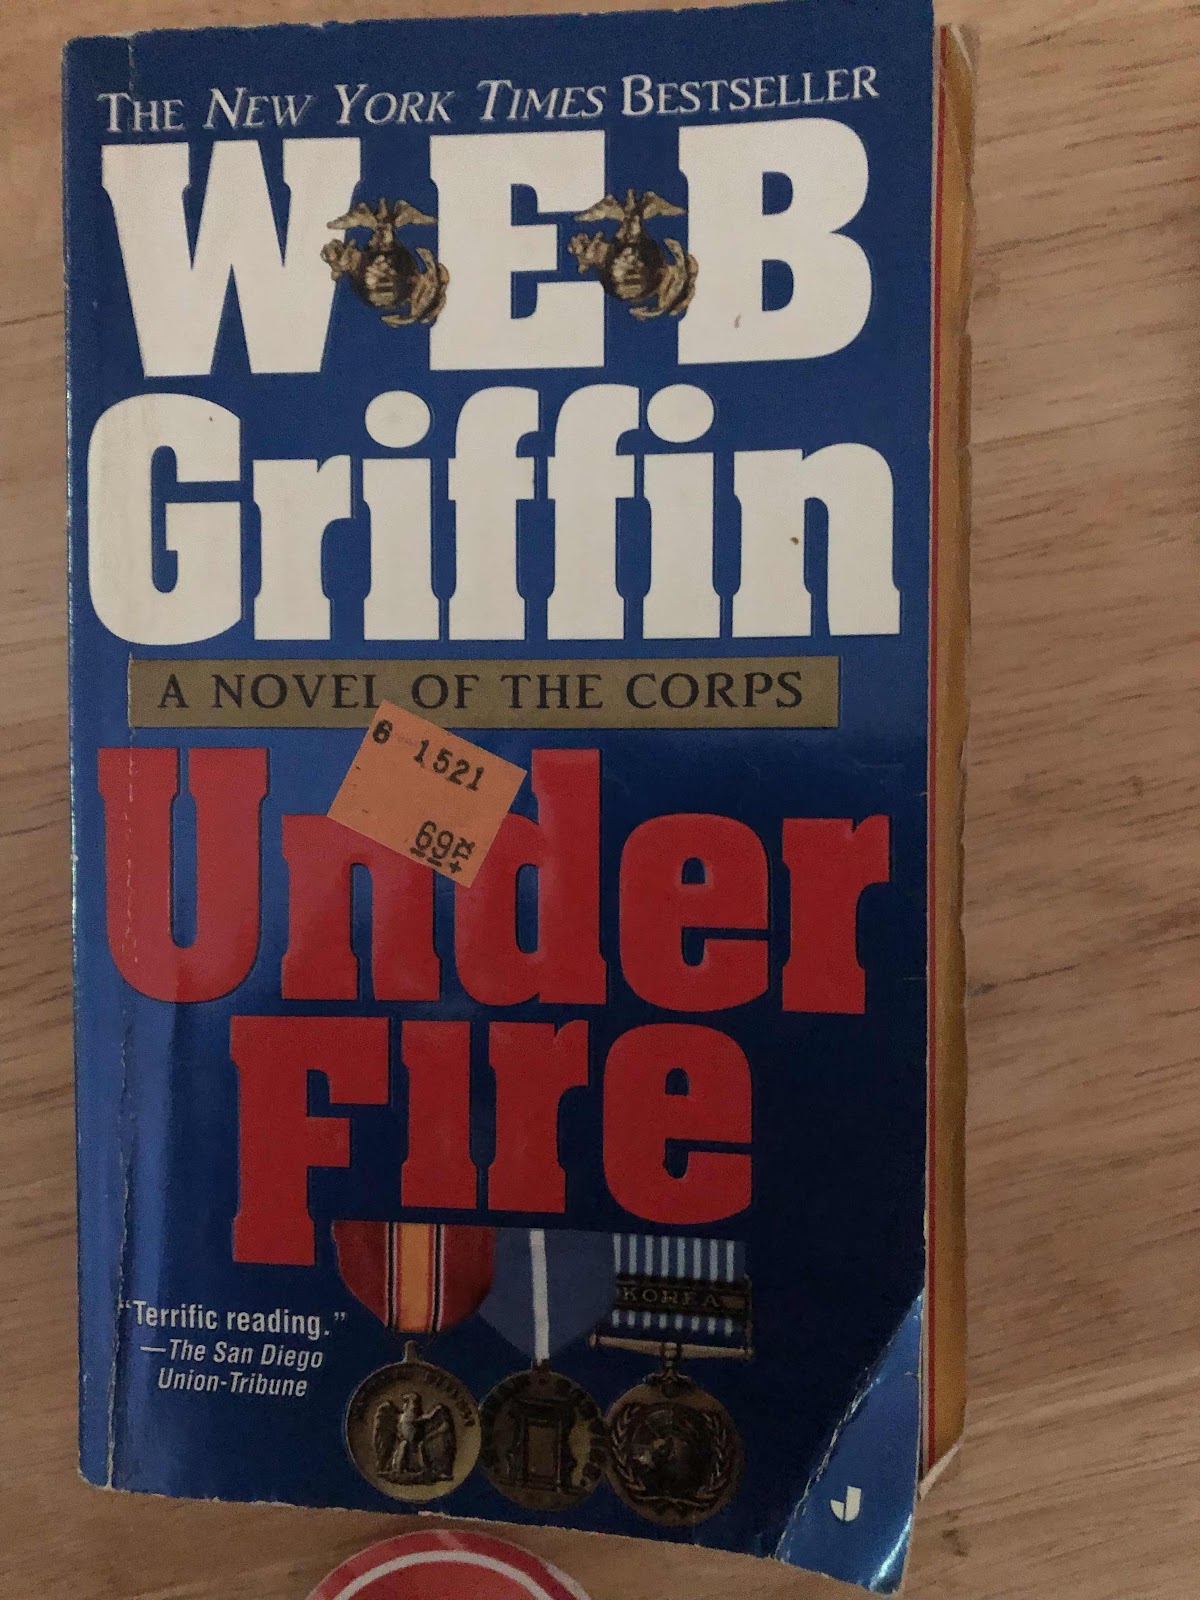 THE NEW YORK TIMES BESTSELLER
W E B
Griffin
A NOVEL OF THE CORPS
6 1521
69¤
Under
Fire
KOREA
"Terrific reading."
—The San Diego
Union-Tribune
J